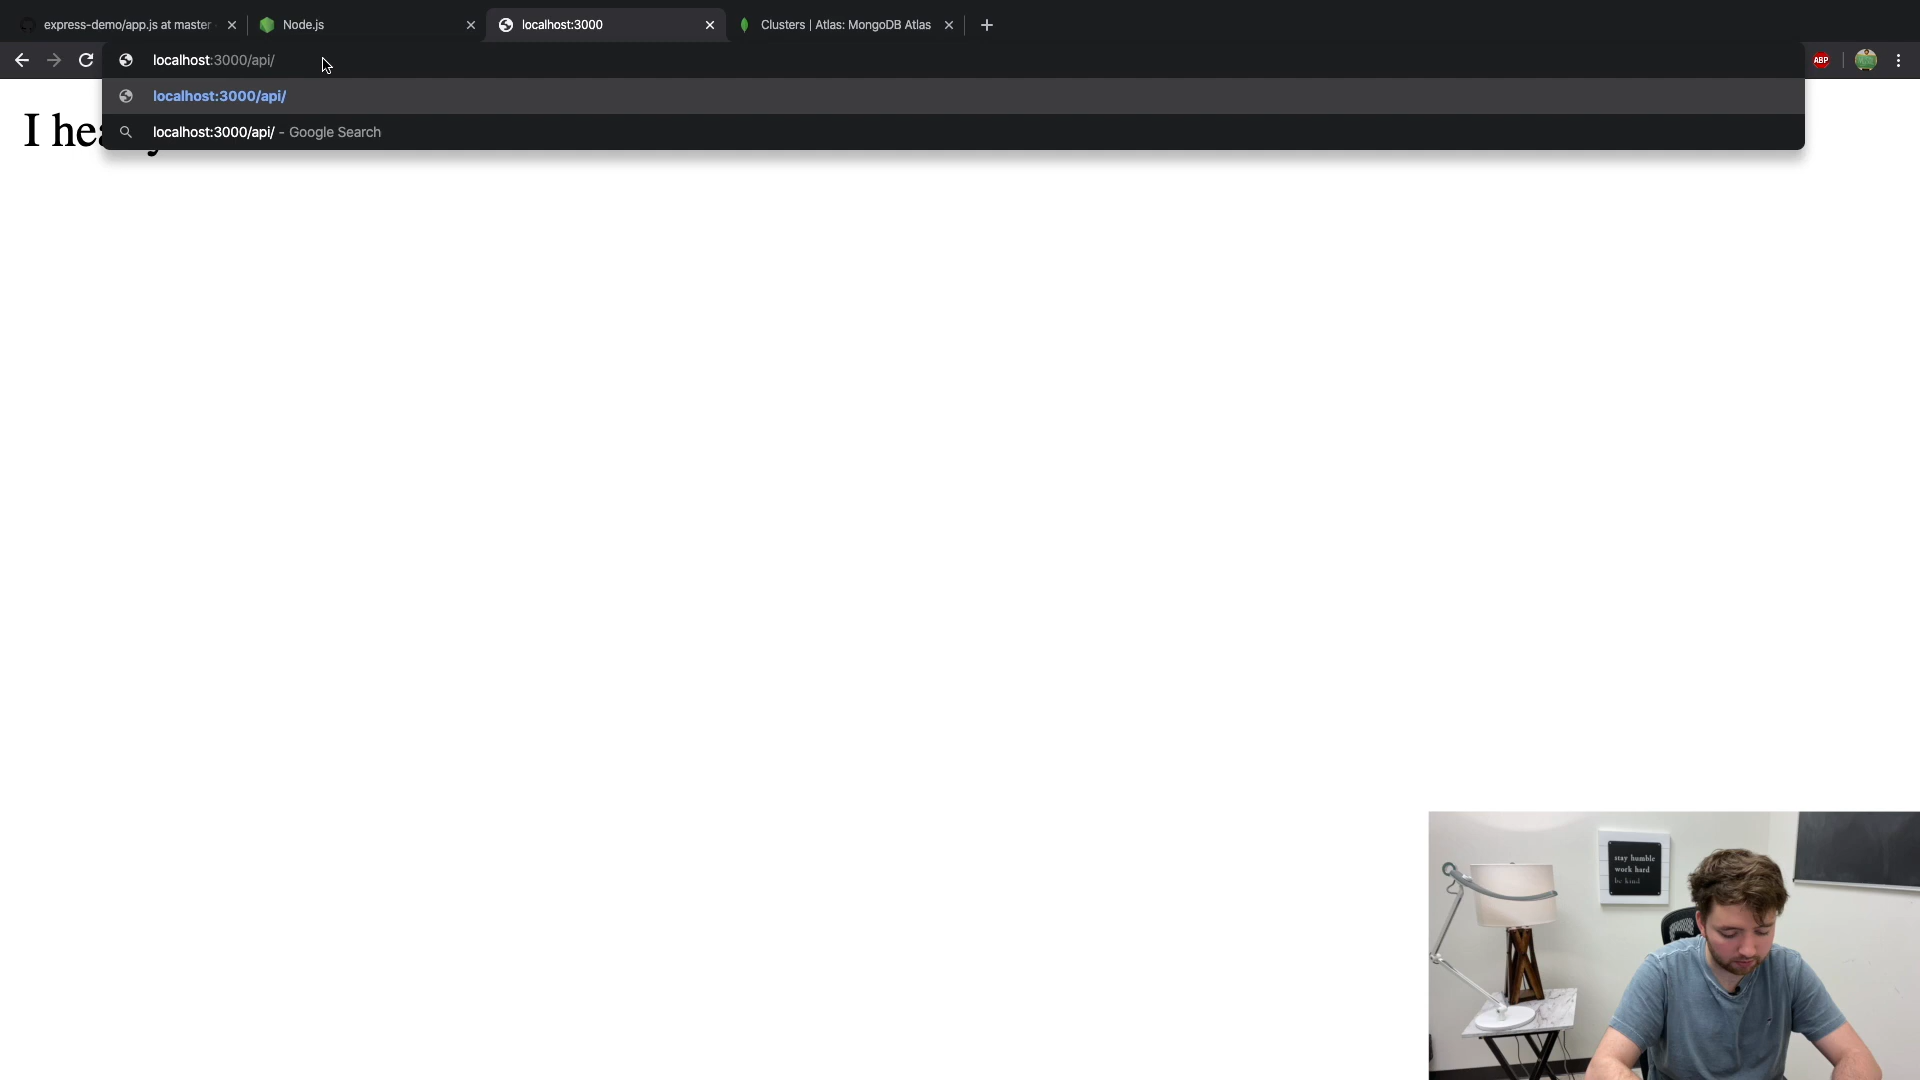 express-demo/app.js at master
Node.js
localhost:3000
Clusters | Atlas: MongoDB Atlas
localhost:3000/api/
ABP
localhost:3000/api/
localhost:3000/api/ - Google Search
I hea
stay humble
work hard
be kind